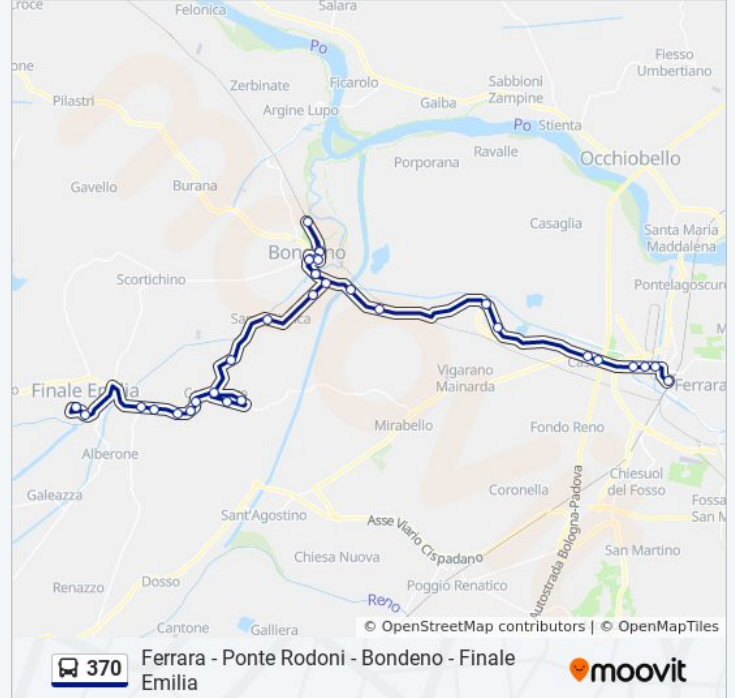 roce
Felonica
Salara
Po
one
Ficarolo
Fiesso
Umbertiano
Zerbinate
Sabbioni
Zampine
Pilastri
Argine Lupo
Gaiba
Po
Stienta
Ravalle
Occhiobello
Porporana
Gavello
Burana
Casaglia
Santa Maria
Maddalena
Bondeno
Scortichino
Pontelagoscuro
Vigarano
Mainarda
Finale Emilia
Ferrara
Mirabello
Fondo Reno
Alberone
Chiesuol
del Fosso
Galeazza
Coronella
Fossa
San M
Sant'Agostino
Asse Viario Cispadano
Autostrada Bologna-Padova
San Martino
Chiesa Nuova
Dosso
Renazzo
Poggio Renatico
Reno
Cantone
Galliera
© OpenStreetMap contributors | © OpenMapTiles
370
Ferrara - Ponte Rodoni - Bondeno - Finale
Emilia
moovit